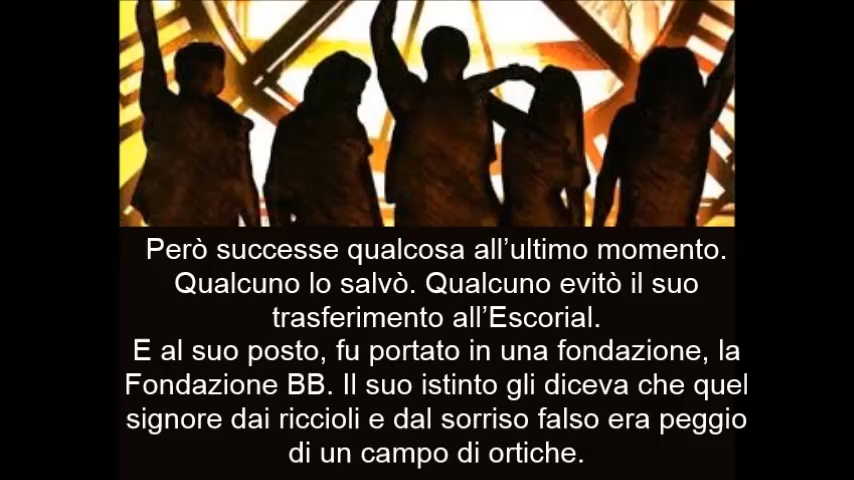 Però successe qualcosa all’ultimo momento.
Qualcuno lo salvò. Qualcuno evitò il suo
trasferimento all’Escorial.
E al suo posto, fu portato in una fondazione, la
Fondazione BB. Il suo istinto gli diceva che quel
signore dai riccioli e dal sorriso falso era peggio
di un campo di ortiche.